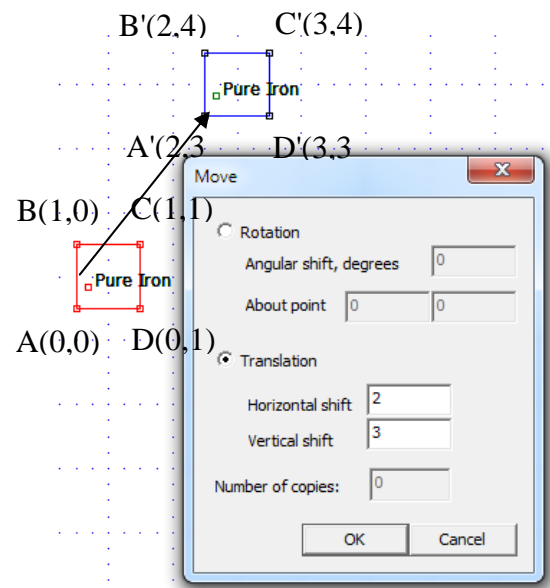 B'(2,4) C'(3,4)
Pure Iron
A'(2,3 D'(3,3
Move
B(1,0) C(1,1)
Rotation
Angular shift, degrees 0
Pure Iron
About point 0 0
A(0,0) D(0,1)
Translation
Horizontal shift 2
Vertical shift 3
Number of copies: 0
OK Cancel